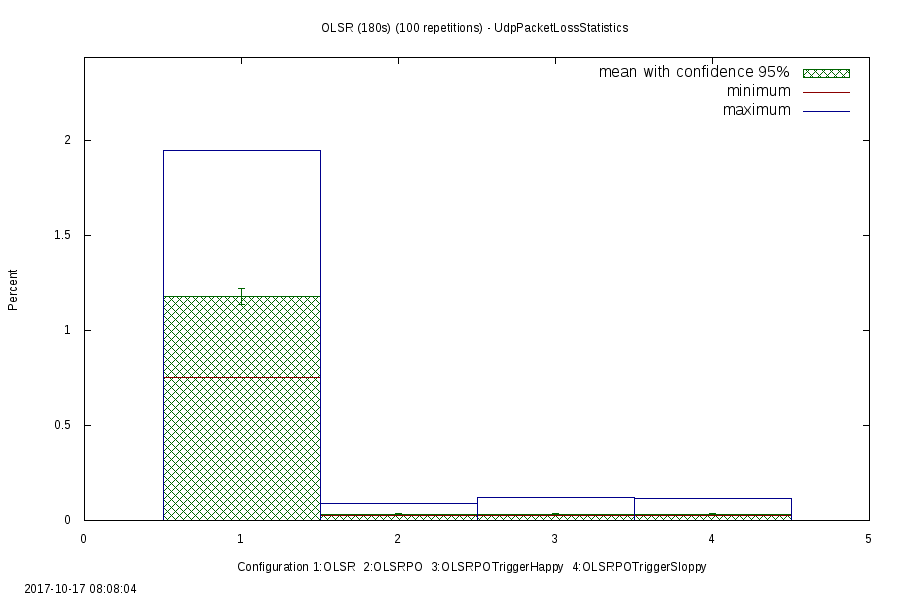 OLSR (180s) (100 repetitions) - UdpPacketLossStatistics
mean with confidence 95%
minimum
maximum
2
1.5
1
0.5
0
Percent
0 1 2 3 4 5
Configuration 1:OLSR 2:OLSRPO 3:OLSRPOTriggerHappy 4:OLSRPOTriggerSloppy
2017-10-17 08:08:04